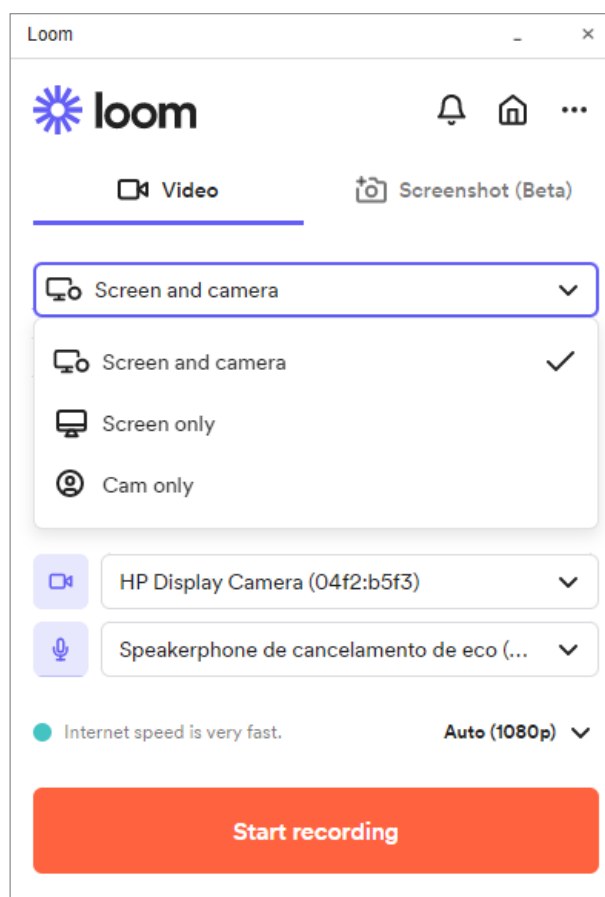 Loom
loom
Video
Screenshot (Beta)
Screen and camera
Screen and camera
Screen only
Cam only
HP Display Camera (04f2:b5f3)
Speakerphone de cancelamento de eco (...
Internet speed is very fast.
Auto (1080p)
Start recording